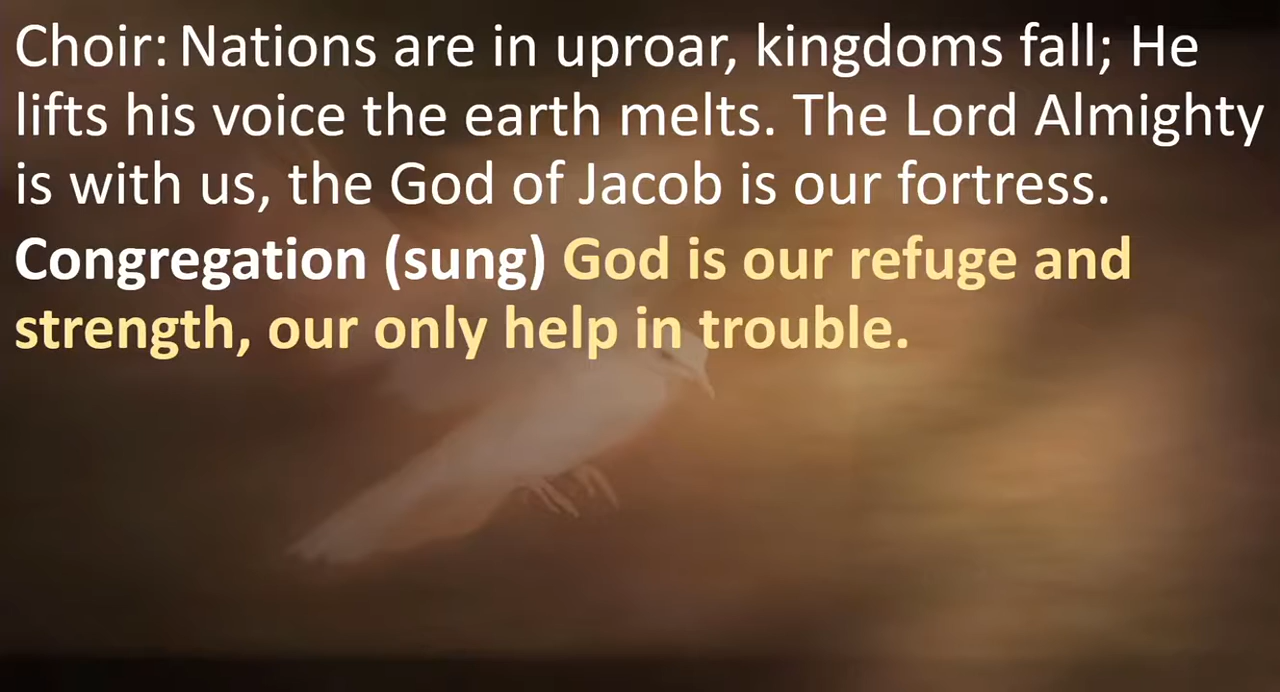 Choir: Nations are in uproar, kingdoms fall; He
lifts his voice the earth melts. The Lord Almighty
is with us, the God of Jacob is our fortress.
Congregation (sung) God is our refuge and
strength, our only help in trouble.